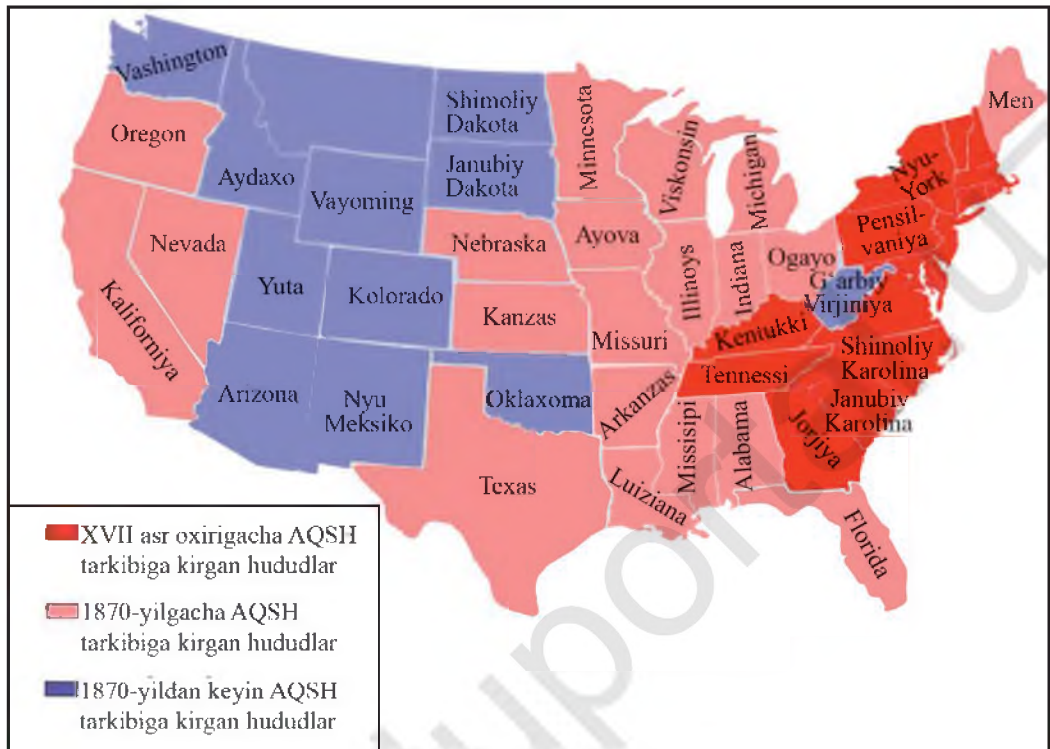 Vashington
Oregon
Aydaxo
Shimoliy
Dakota
Janubiy
Dakota
Vayoming
Nevada
Yuta
Kolorado
Kaliforniya
Arizona
Nyu
Meksiko
Nebraska
Kanzas
Oklaxoma
Texas
Minnesota
Ayova
Missuri
Arkanzas
Luiziana
Viskonsin
Illinoys
Michigan
Indiana
Ogayo
Kentukki
Tennessi
Missisipi
Alabama
Jorjiya
Florida
Men
Nyu-
York
Pensil-
vaniya
G‘arbiy
Virjiniya
Shimoliy
Karolina
Janubiy
Karolina
XVII asr oxirigacha AQSH
tarkibiga kirgan hududlar
1870-yilgacha AQSH
tarkibiga kirgan hududlar
1870-yildan keyin AQSH
tarkibiga kirgan hududlar